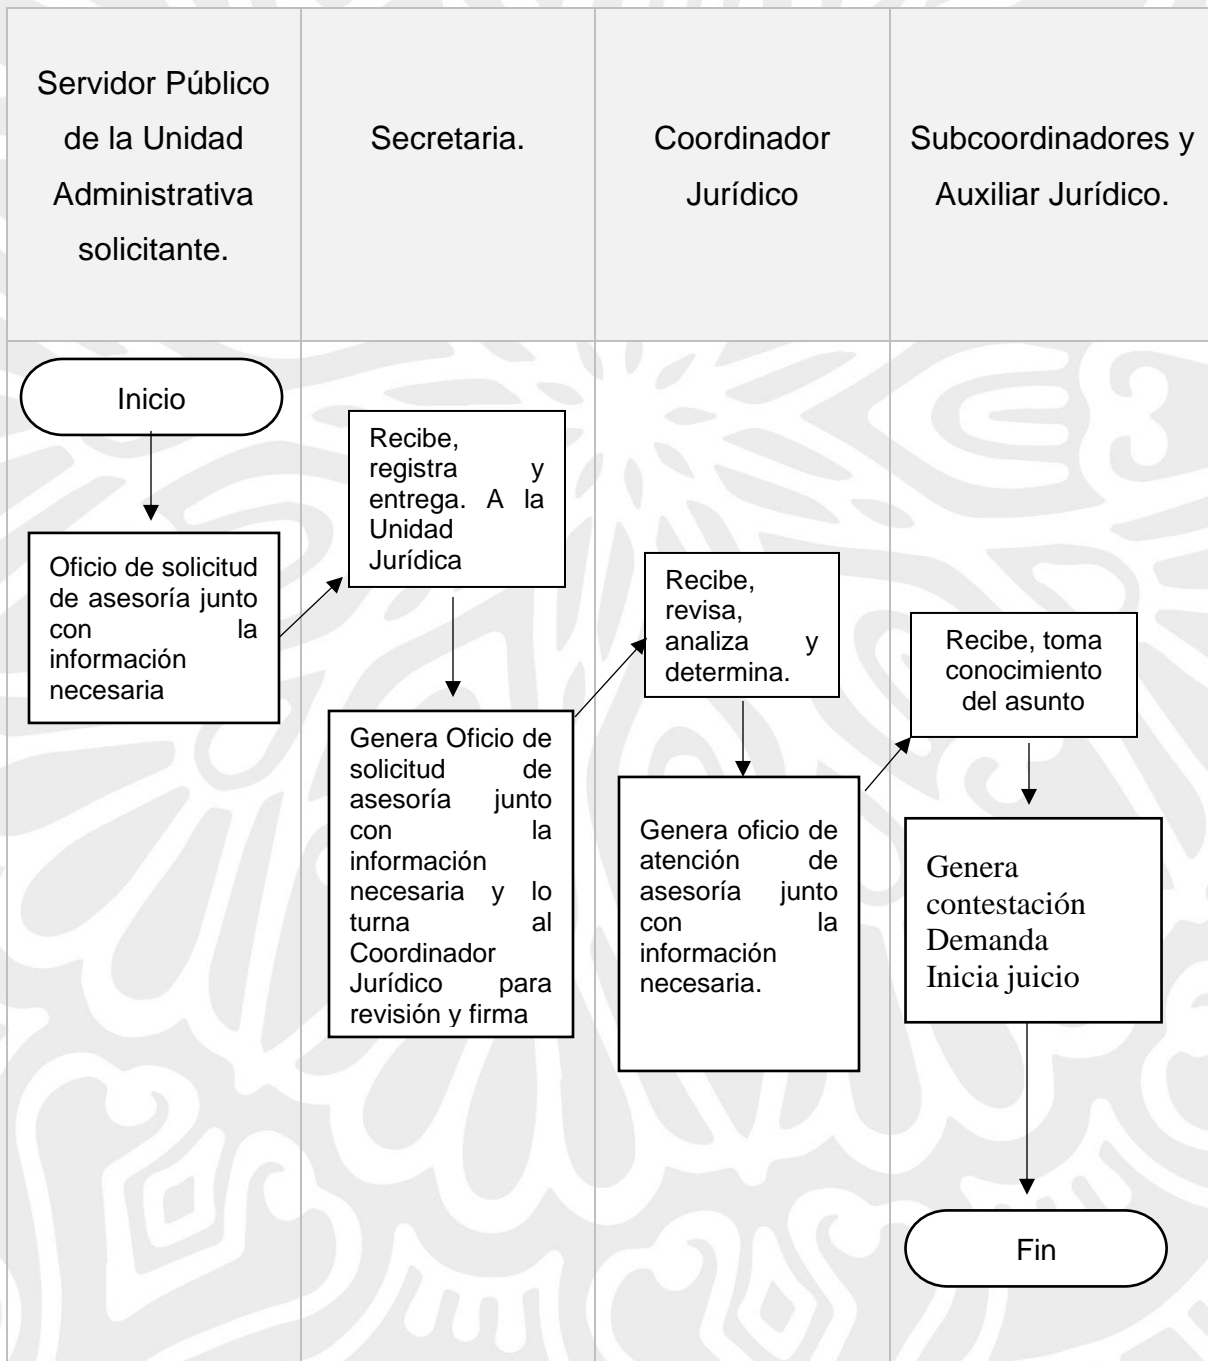 Servidor Público
de la Unidad
Administrativa
solicitante.
Secretaria.
Coordinador
Jurídico
Subcoordinadores y
Auxiliar Jurídico.
Inicio
Oficio de solicitud
de asesoría junto
con la
información
necesaria
Recibe,
registra y
entrega. A la
Unidad
Jurídica
Genera Oficio de
solicitud de
asesoría junto
con la
información
necesaria y lo
turna al
Coordinador
Jurídico para
revisión y firma
Recibe,
revisa,
analiza y
determina.
Genera oficio de
atención de
asesoría junto
con la
información
necesaria.
Recibe, toma
conocimiento
del asunto
Genera
contestación
Demanda
Inicia juicio
Fin